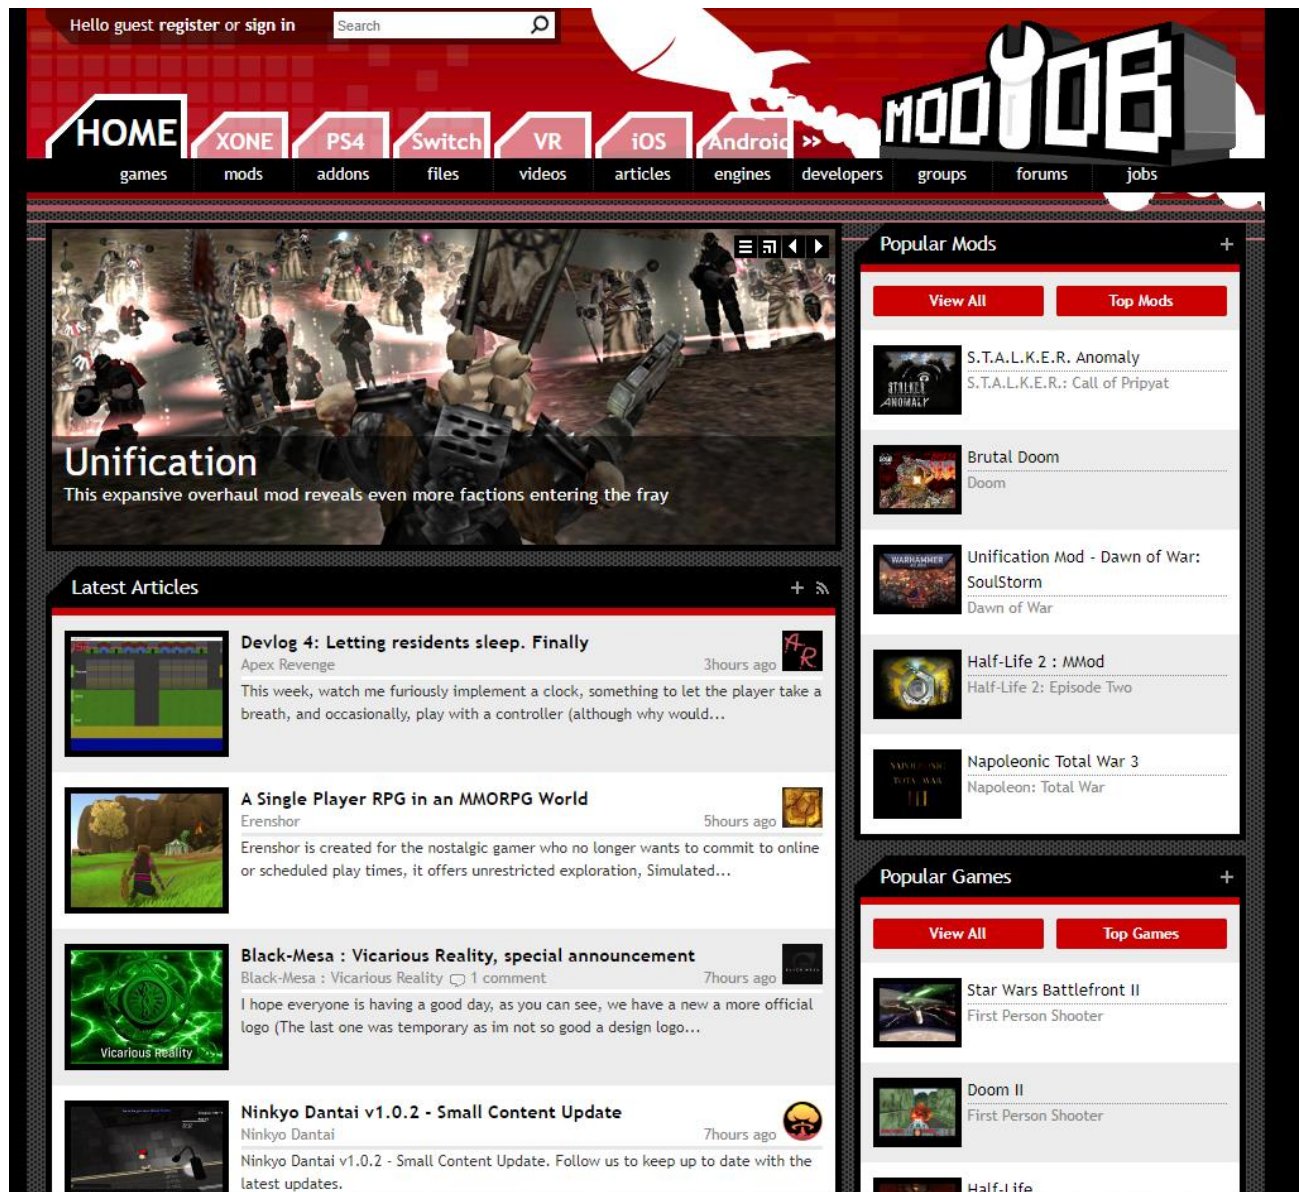 Hello guest register or sign in
Search
MODDB
HOME
XONE
PS4
Switch
VR
iOS
Android
»
games
mods
addons
files
videos
articles
engines
developers
groups
forums
jobs
Unification
This expansive overhaul mod reveals even more factions entering the fray
Latest Articles
Devlog 4: Letting residents sleep. Finally
Apex Revenge
3hours ago
AR
This week, watch me furiously implement a clock, something to let the player take a
breath, and occasionally, play with a controller (although why would...
A Single Player RPG in an MMORPG World
Erenshor
5hours ago
Erenshor is created for the nostalgic gamer who no longer wants to commit to online
or scheduled play times, it offers unrestricted exploration, Simulated...
Vicarious Reality
Black-Mesa : Vicarious Reality, special announcement
Black-Mesa : Vicarious Reality 1 comment
7hours ago
BLACK MESA
I hope everyone is having a good day, as you can see, we have a new a more official
logo (The last one was temporary as im not so good a design logo...
Ninkyo Dantai v1.0.2 - Small Content Update
Ninkyo Dantai
7hours ago
Ninkyo Dantai v1.0.2 - Small Content Update. Follow us to keep up to date with the
latest updates.
Popular Mods
View All
Top Mods
STALKER
ANOMALY
S.T.A.L.K.E.R. Anomaly
S.T.A.L.K.E.R.: Call of Pripyat
Brutal Doom
Doom
WARHAMMER
Unification Mod - Dawn of War:
SoulStorm
Dawn of War
Half-Life 2 : MMod
Half-Life 2: Episode Two
NAPOLEONIC
TOTAL WAR
III
Napoleonic Total War 3
Napoleon: Total War
Popular Games
View All
Top Games
Star Wars Battlefront II
First Person Shooter
Doom II
First Person Shooter
Half-Life